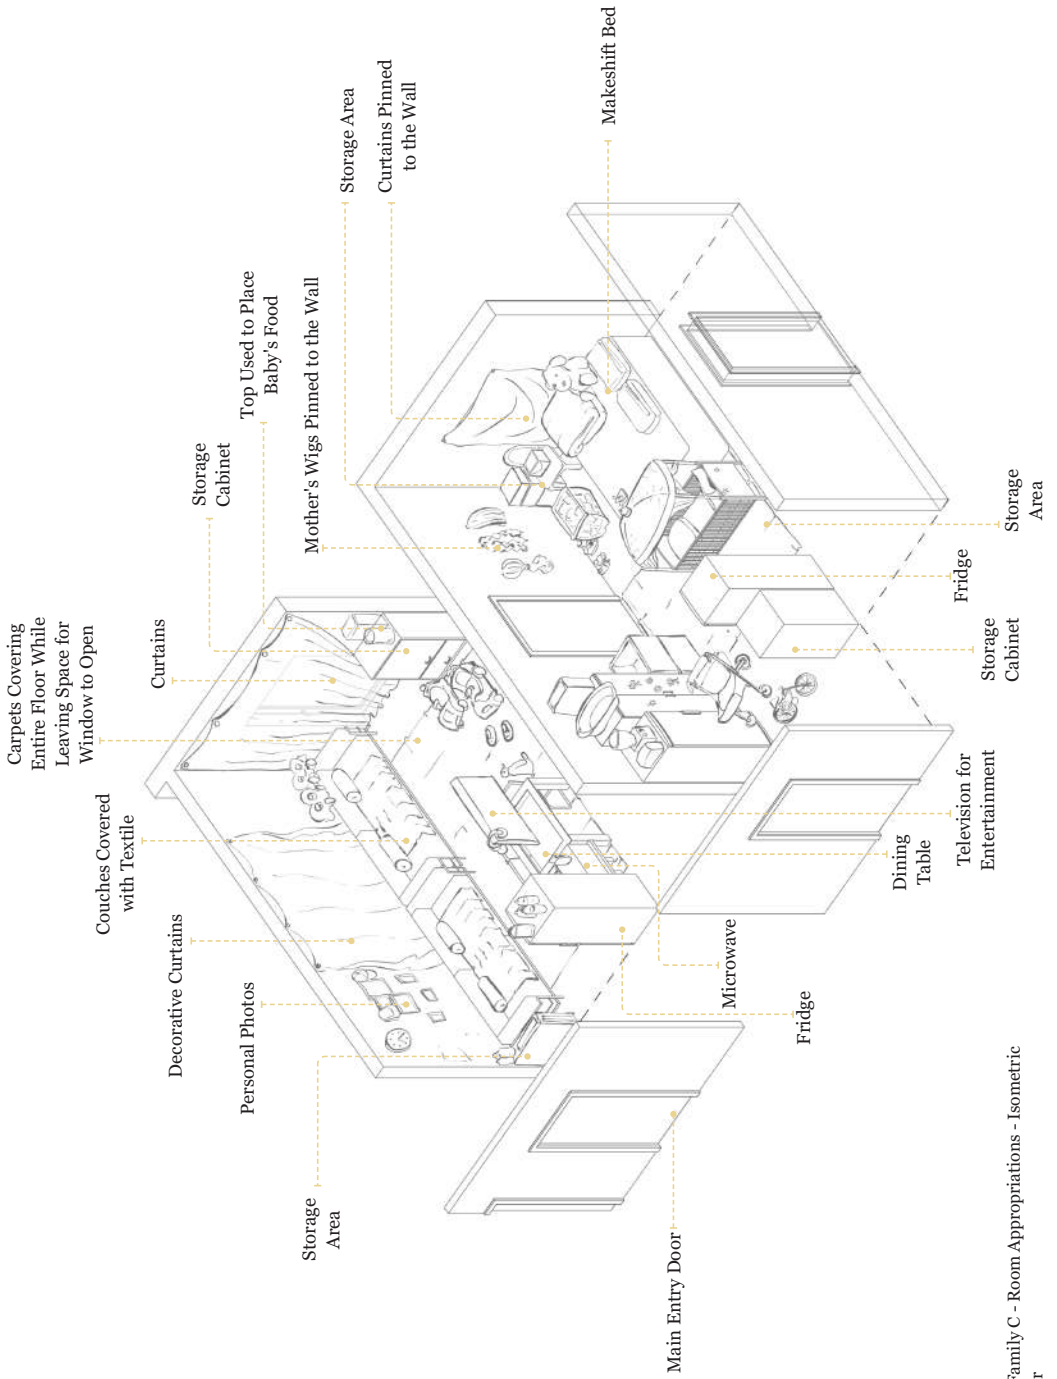 Carpets Covering
Entire Floor While
Leaving Space for
Window to Open
Couches Covered
with Textile
Curtains
Decorative Curtains
Storage
Cabinet
Personal Photos
Top Used to Place
Baby's Food
Storage
Area
Mother's Wigs Pinned to the Wall
Storage Area
Curtains Pinned
to the Wall
Makeshift Bed
Main Entry Door
Microwave
Fridge
Dining
Table
Television for
Entertainment
Fridge
Storage
Cabinet
Storage
Area
Family C - Room Appropriations - Isometric
r